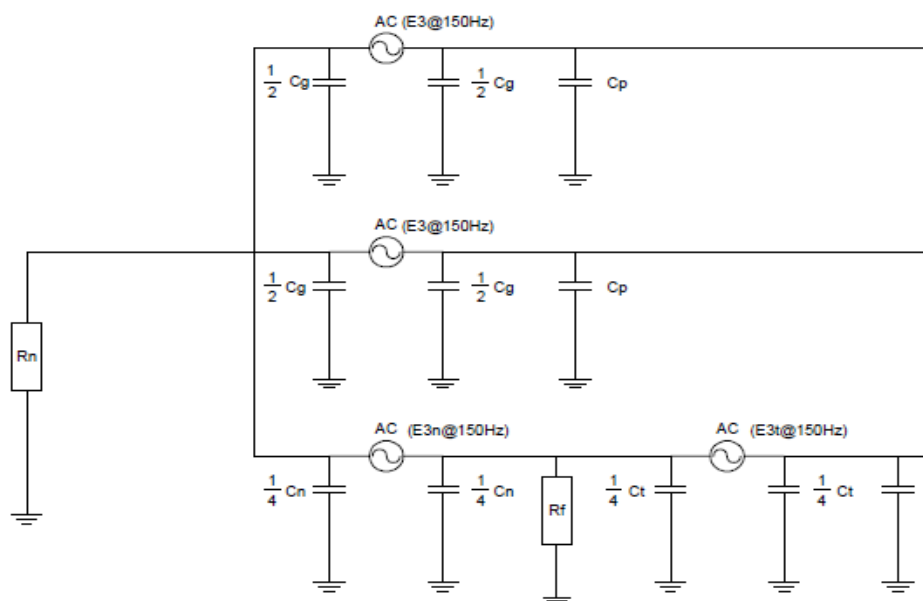 AC (E3@150Hz)
1/2 Cg
1/2 Cg
Cp
AC (E3@150Hz)
1/2 Cg
1/2 Cg
Cp
Rn
AC (E3n@150Hz)
AC (E3t@150Hz)
1/4 Cn
1/4 Cn
Rf
1/4 Ct
1/4 Ct